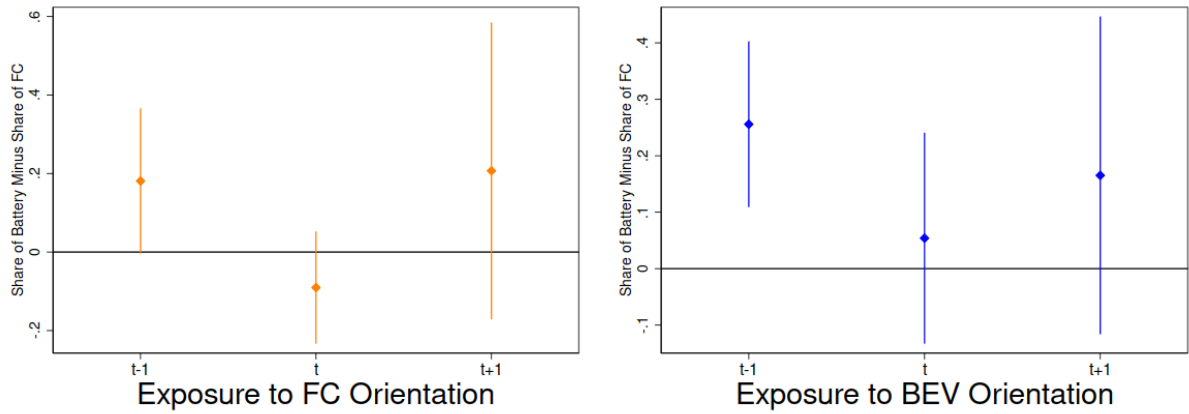 Share of Battery Minus Share of FC
.6
.4
.2
0
-.2
t-1
t
t+1
Exposure to FC Orientation
Share of Battery Minus Share of FC
.4
.3
.2
.1
0
-.1
t-1
t
t+1
Exposure to BEV Orientation